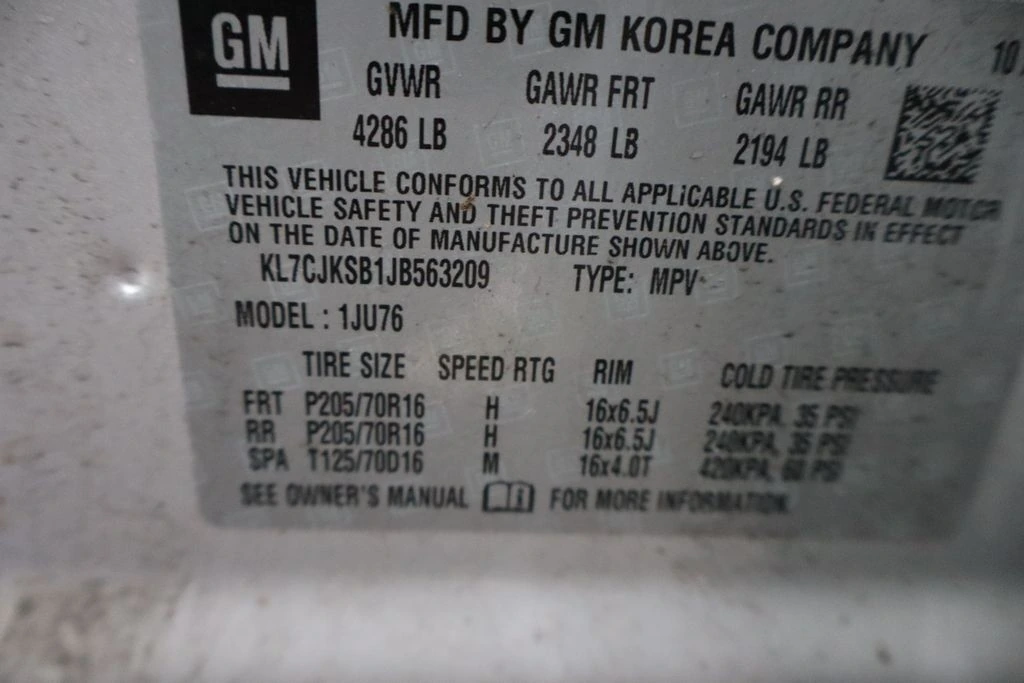 GM MFD BY GM KOREA COMPANY 10
GVWR GAWR FRT GAWR RR
4286 LB 2348 LB 2194 LB
THIS VEHICLE CONFORMS TO ALL APPLICABLE U.S. FEDERAL MOTOR
VEHICLE SAFETY AND THEFT PREVENTION STANDARDS IN EFFECT
ON THE DATE OF MANUFACTURE SHOWN ABOVE.
KL7CJKSB1JB563209 TYPE: MPV
MODEL : 1JU76
TIRE SIZE SPEED RTG RIM COLD TIRE PRESSURE
FRT P205/70R16 H 16x6.5J 240KPA, 35 PSI
RR P205/70R16 H 16x6.5J 240KPA, 35 PSI
SPA T125/70D16 M 16x4.0T 420KPA, 60 PSI
SEE OWNER'S MANUAL FOR MORE INFORMATION